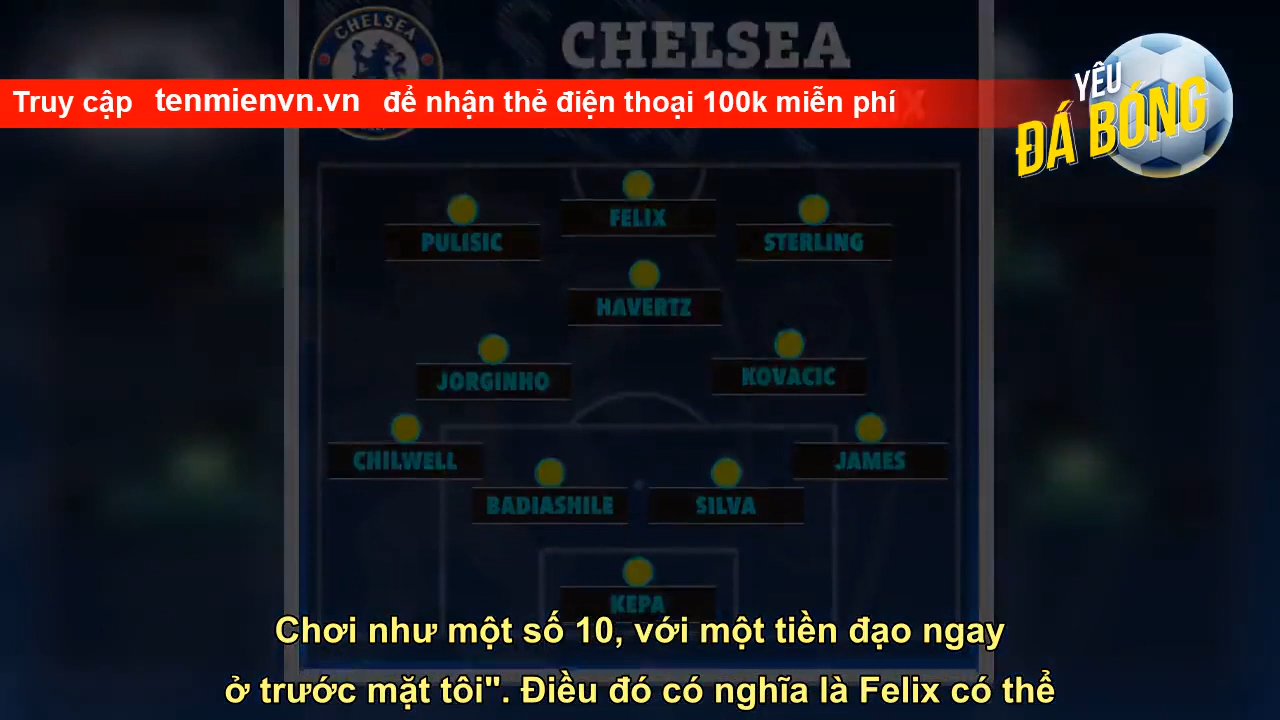 CHELSEA
CHELSEA
YÊU
ĐÁ BÓNG
Truy cập tenmienvn.vn để nhận thẻ điện thoại 100k miễn phí
FELIX
PULISIC
STERLING
HAVERTZ
JORGINHO
KOVACIC
CHILWELL
JAMES
BADIASHILE
SILVA
KEPA
Chơi như một số 10, với một tiền đạo ngay
ở trước mặt tôi". Điều đó có nghĩa là Felix có thể